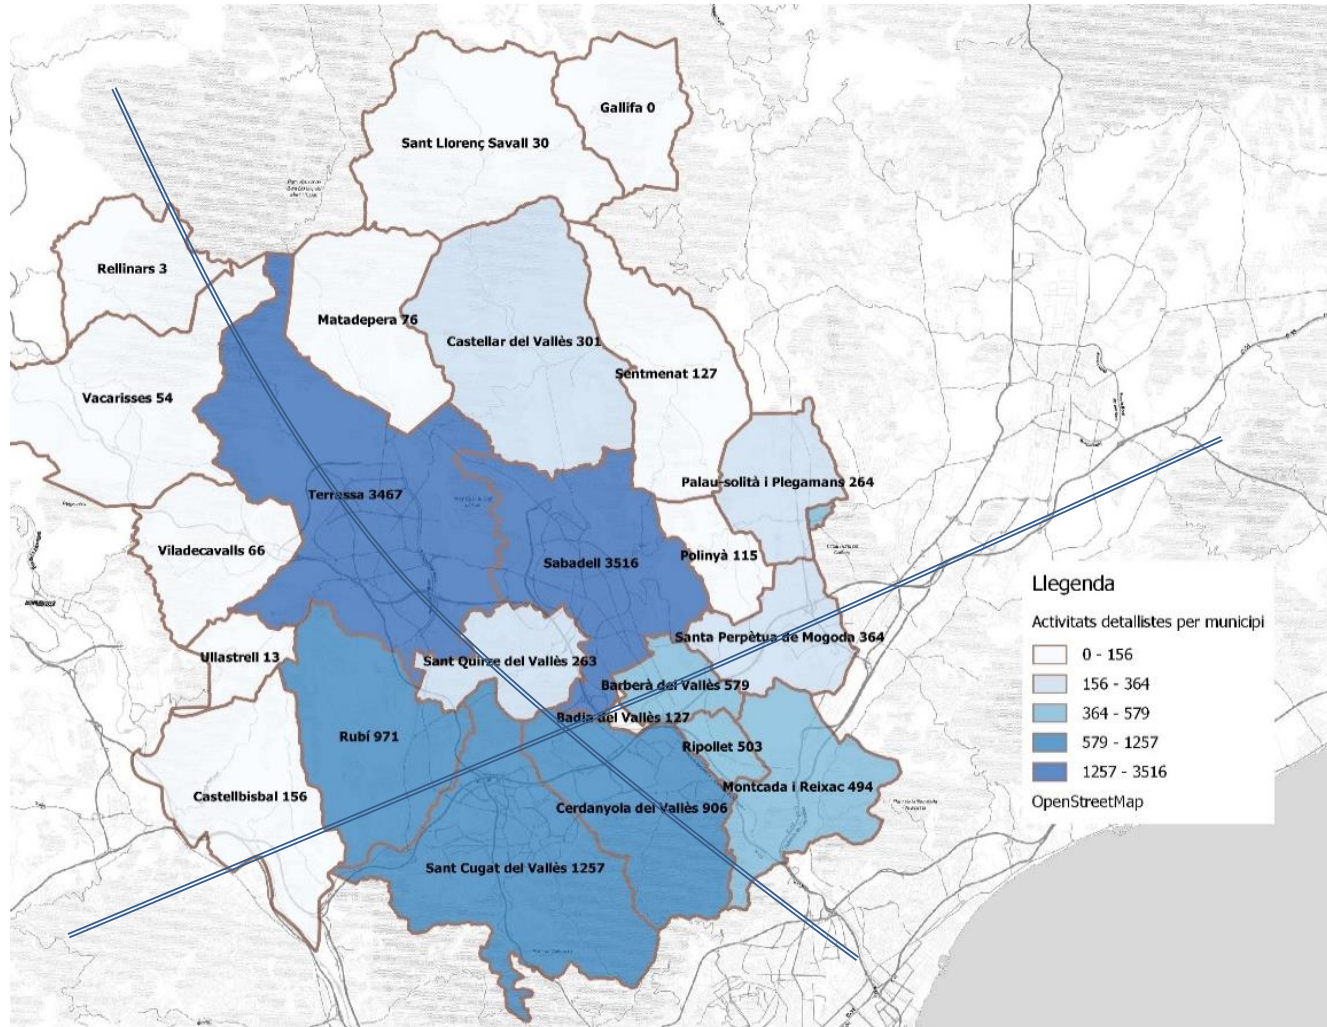 Gallifa 0
Sant Llorenç Savall 30
Rellinars 3
Matadepera 76
Castellar del Vallès 301
Sentmenat 127
Vacarisses 54
Palau-solità i Plegamans 264
Terrassa 3467
Viladecavalls 66
Sabadell 3516
Polinyà 115
Santa Perpètua de Mogoda 364
Ullastrell 13
Sant Quirze del Vallès 263
Barberà del Vallès 579
Badia del Vallès 127
Rubí 971
Ripollet 503
Montcada i Reixac 494
Castellbisbal 156
Cerdanyola del Vallès 906
Sant Cugat del Vallès 1257
Llegenda
Activitats detallistes per municipi
0 - 156
156 - 364
364 - 579
579 - 1257
1257 - 3516
OpenStreetMap